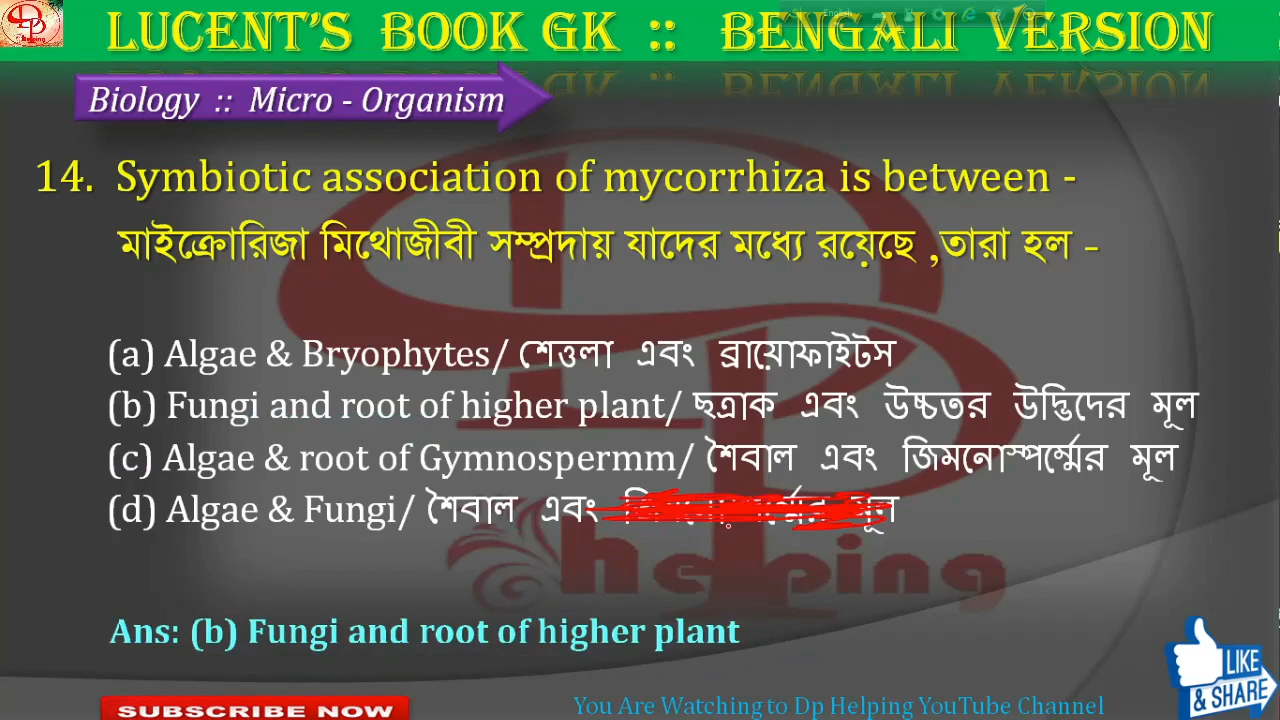 LUCENT'S BOOK GK :: BENGALI VERSION
Biology :: Micro - Organism
14. Symbiotic association of mycorrhiza is between -
মাইক্রোরিজা মিথোজীবী সম্প্রদায় যাদের মধ্যে রয়েছে ,তারা হল -
(a) Algae & Bryophytes/ শেত্তলা এবং ব্রায়োফাইটস
(b) Fungi and root of higher plant/ ছত্রাক এবং উচ্চতর উদ্ভিদের মূল
(c) Algae & root of Gymnospermm/ শৈবাল এবং জিমনোস্পর্ম্মের মূল
(d) Algae & Fungi/ শৈবাল এবং
helping
Ans: (b) Fungi and root of higher plant
LIKE
& SHARE
SUBSCRIBE NOW
You Are Watching to Dp Helping YouTube Channel